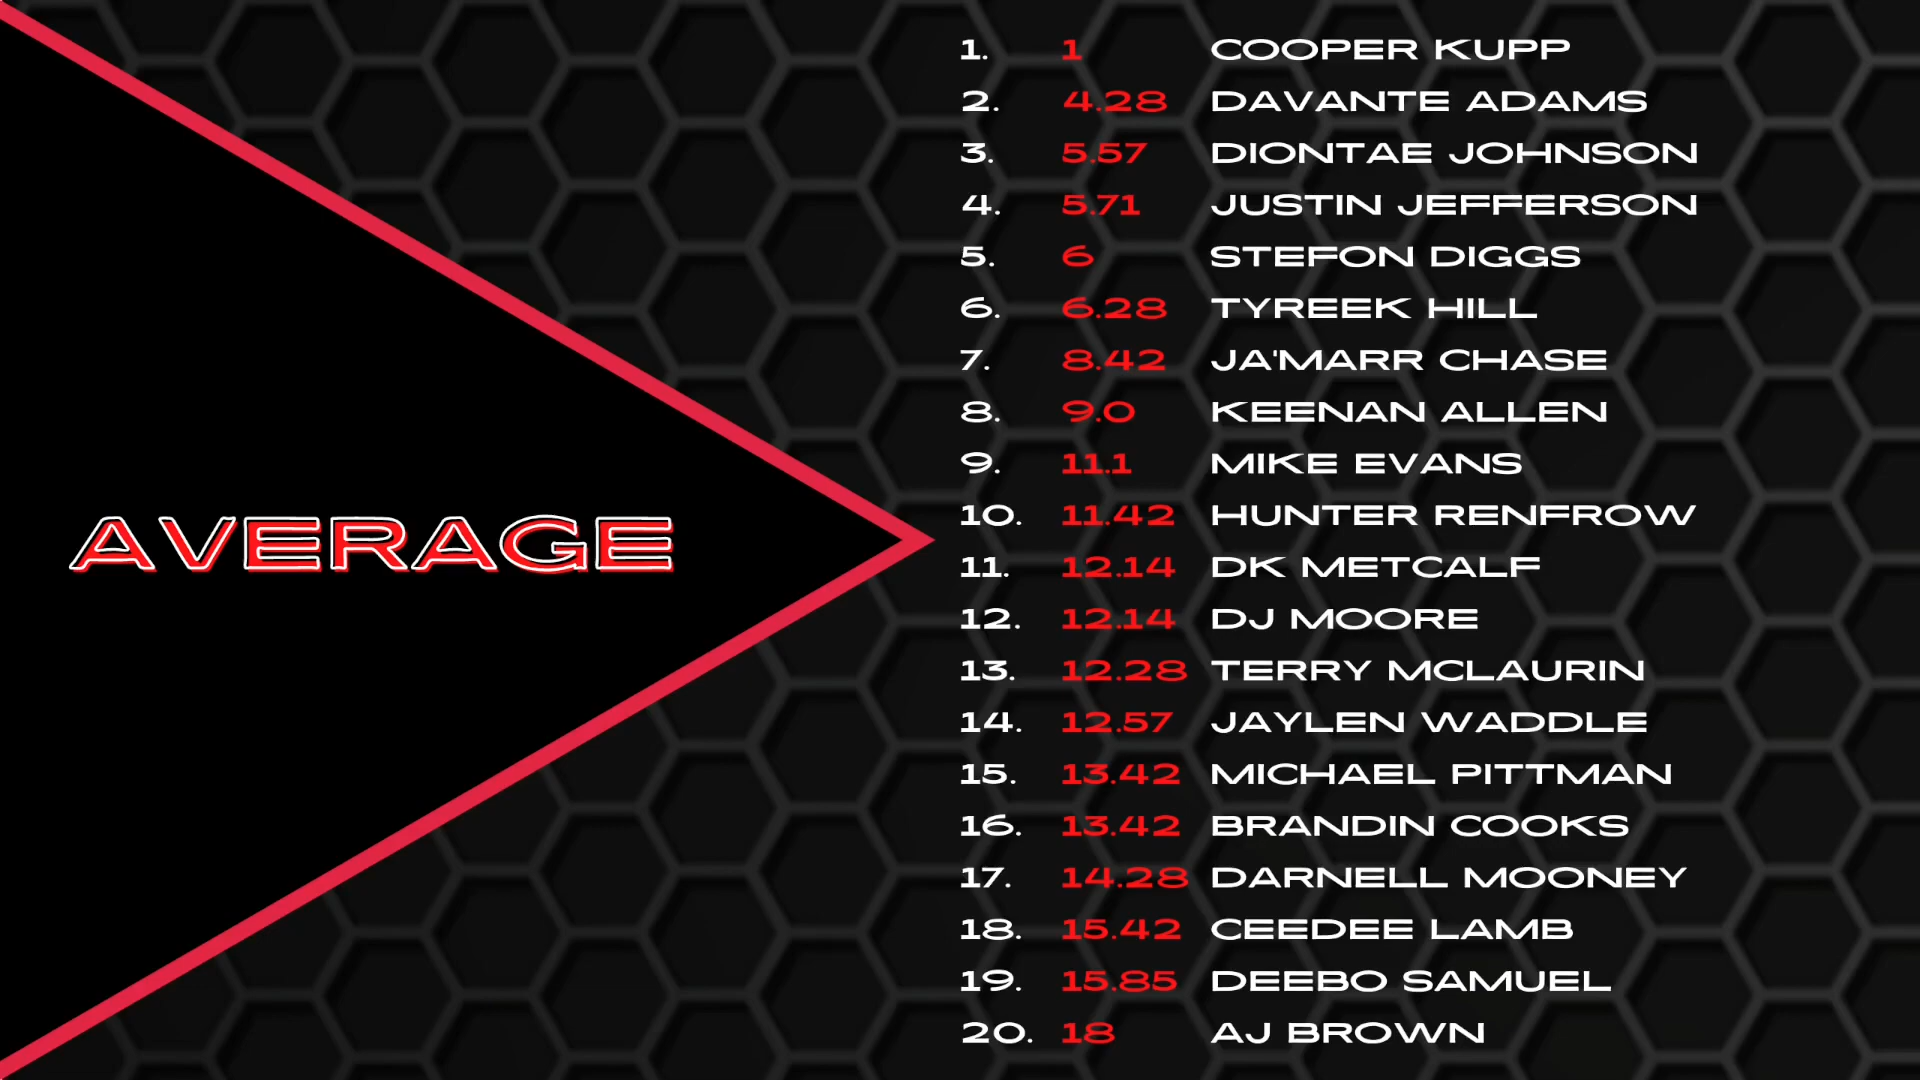 AVERAGE
1. 1 COOPER KUPP
2. 4.28 DAVANTE ADAMS
3. 5.57 DIONTAE JOHNSON
4. 5.71 JUSTIN JEFFERSON
5. 6 STEFON DIGGS
6. 6.28 TYREEK HILL
7. 8.42 JA'MARR CHASE
8. 9.0 KEENAN ALLEN
9. 11.1 MIKE EVANS
10. 11.42 HUNTER RENFROW
11. 12.14 DK METCALF
12. 12.14 DJ MOORE
13. 12.28 TERRY MCLAURIN
14. 12.57 JAYLEN WADDLE
15. 13.42 MICHAEL PITTMAN
16. 13.42 BRANDIN COOKS
17. 14.28 DARNELL MOONEY
18. 15.42 CEEDEE LAMB
19. 15.85 DEEBO SAMUEL
20. 18 AJ BROWN